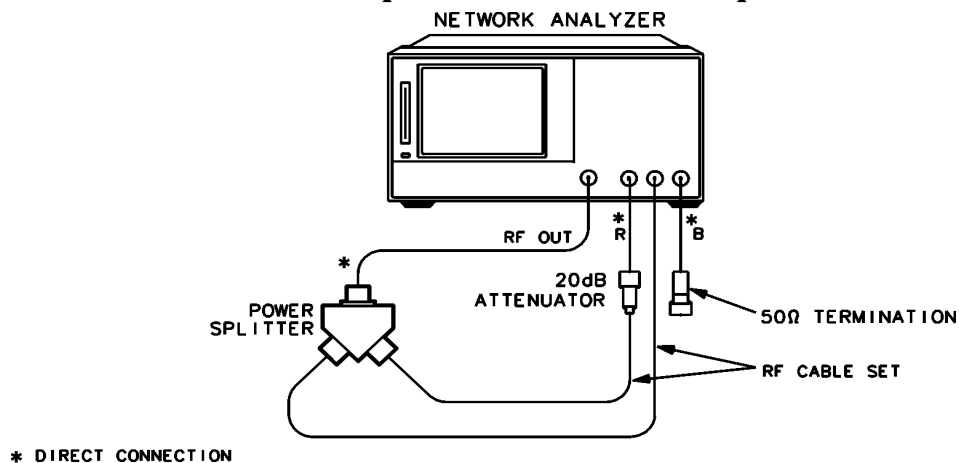 NETWORK ANALYZER
RF OUT
*
R
*
B
*
20dB
ATTENUATOR
POWER
SPLITTER
50Ω TERMINATION
RF CABLE SET
* DIRECT CONNECTION